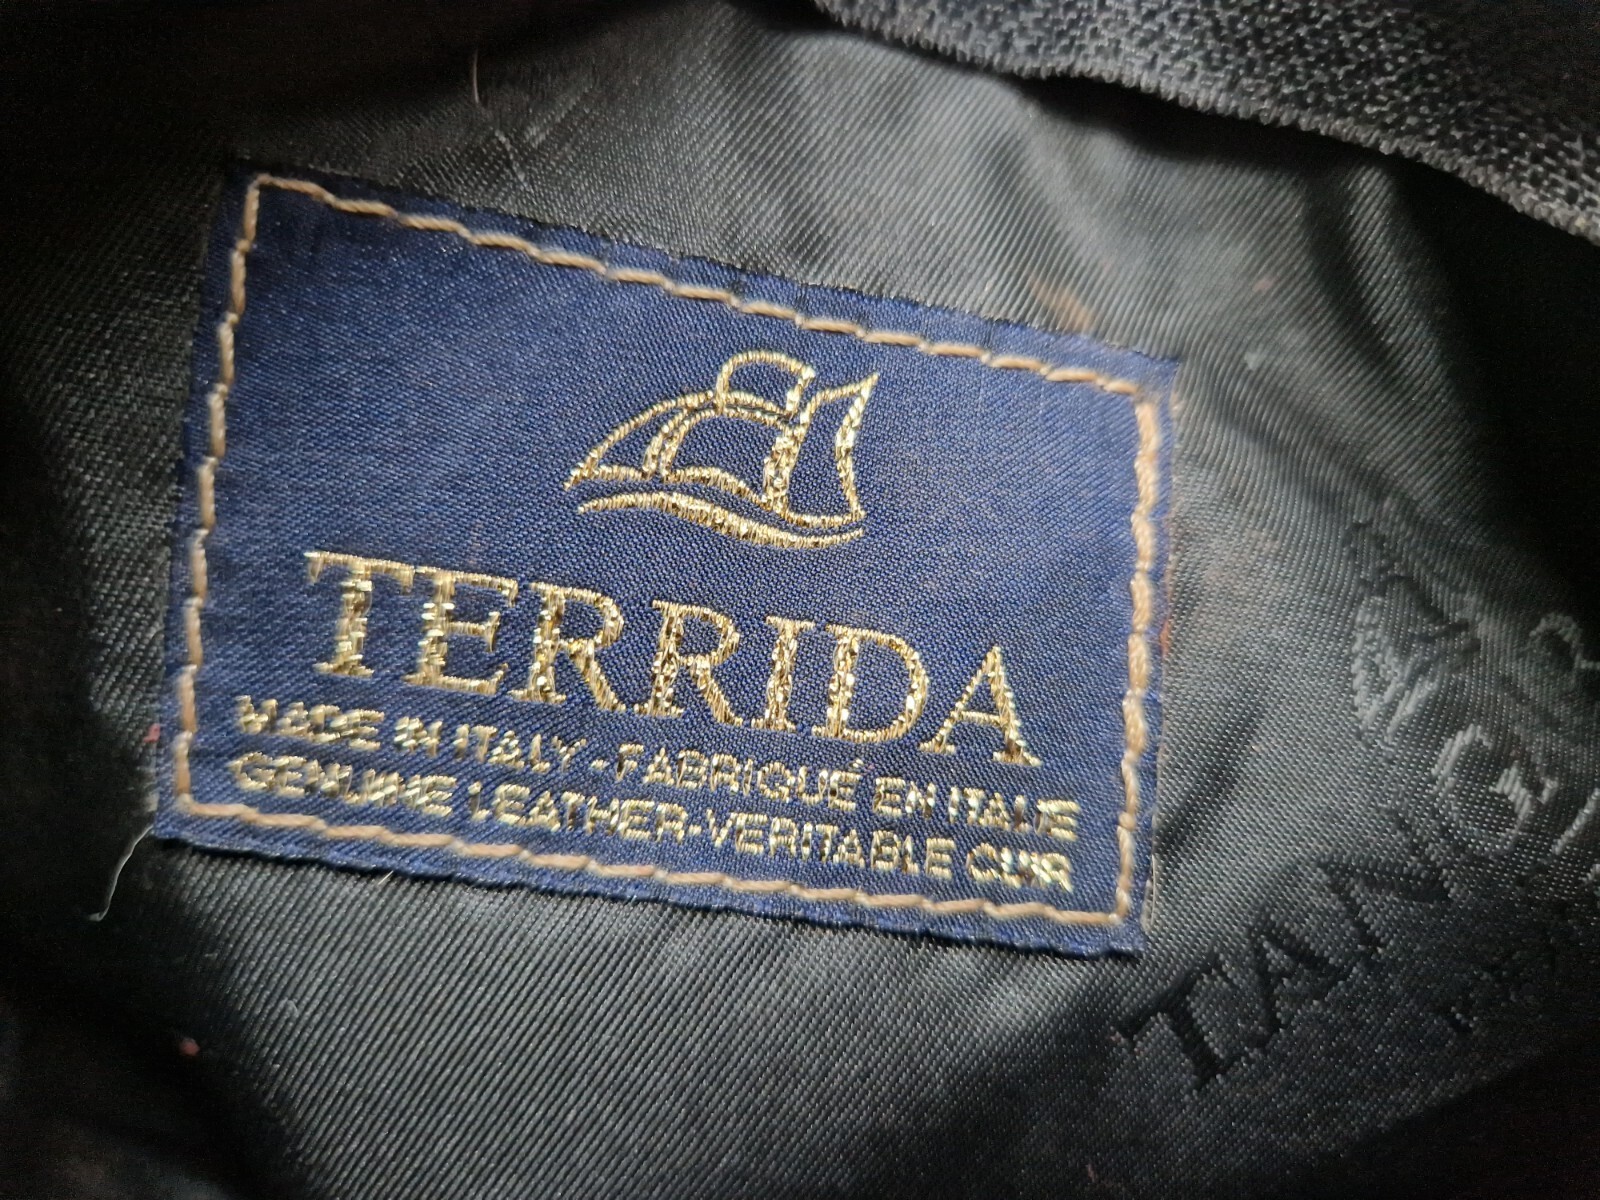 TERRIDA
MADE IN ITALY - FABRIQUÉ EN ITALIE
GENUINE LEATHER-VERITABLE CUIR